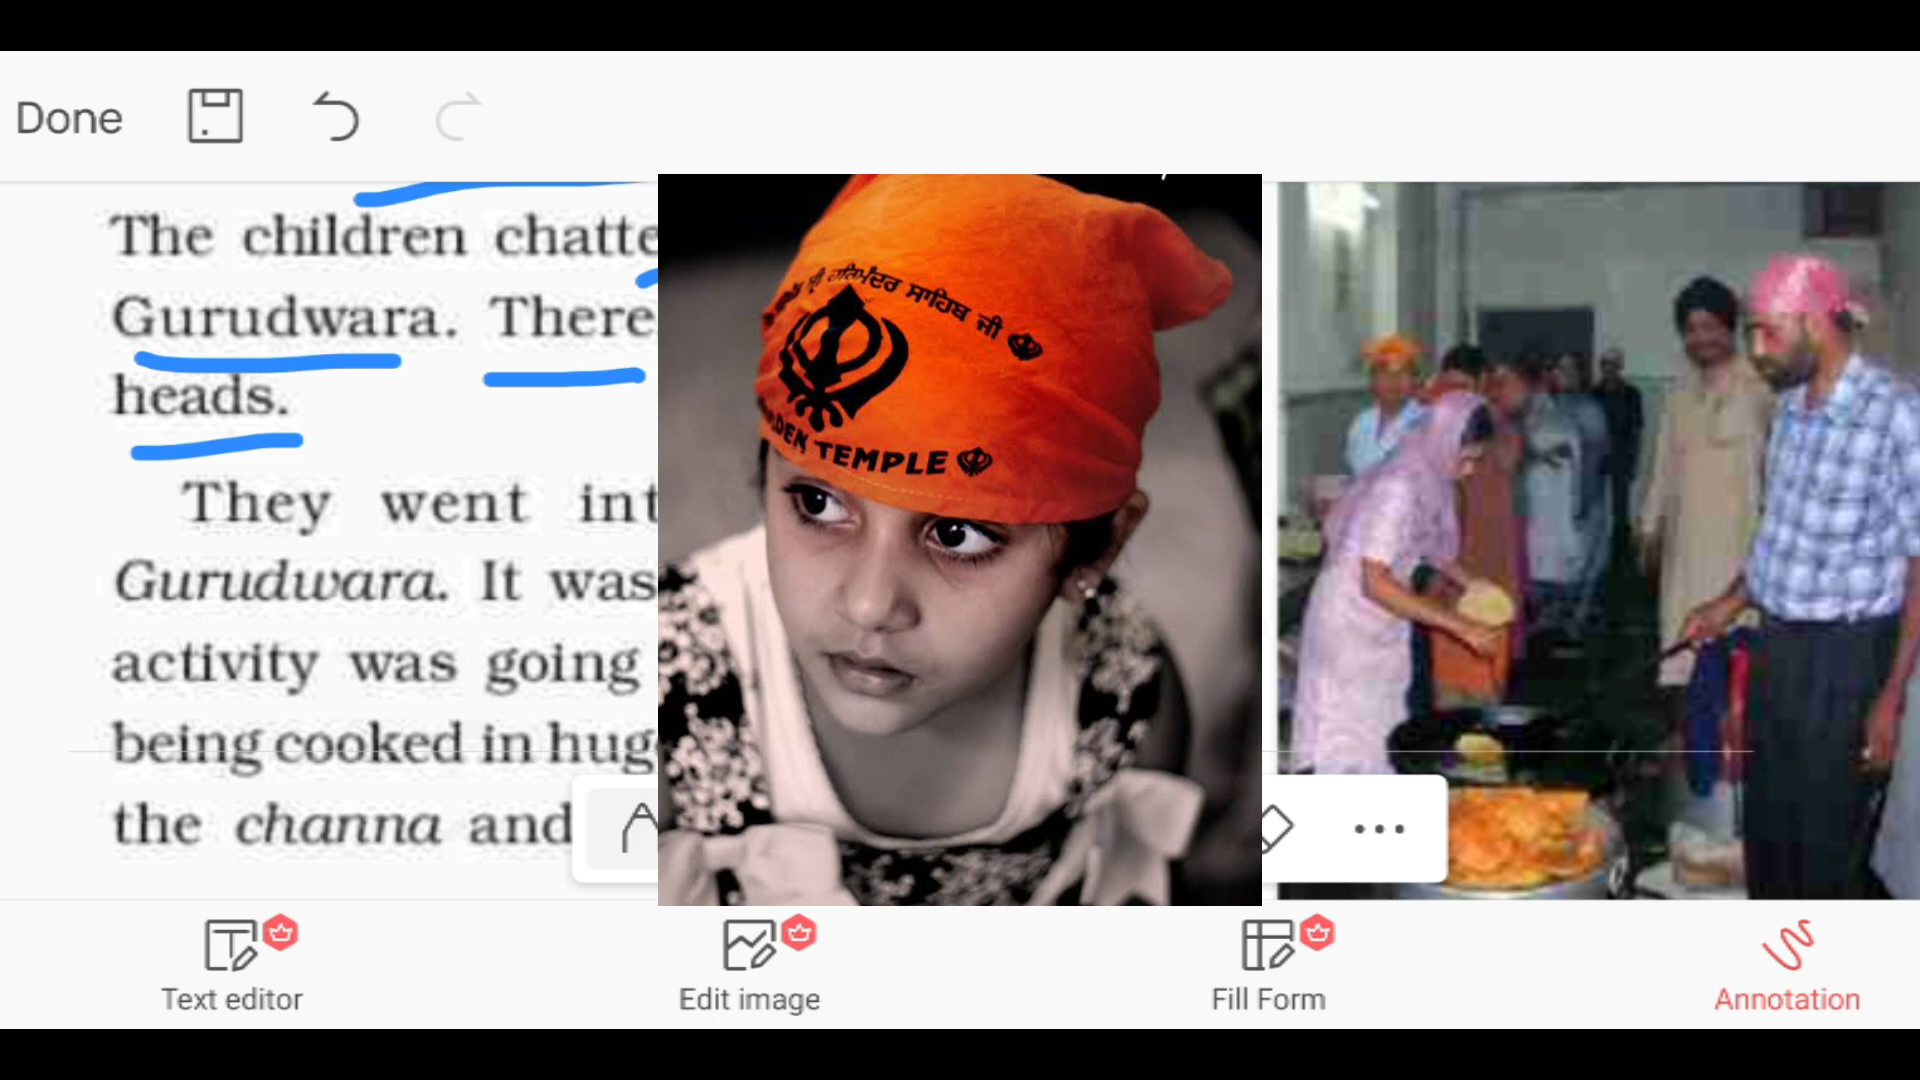 Done
The children chatte
Gurudwara. There
heads.
They went int
Gurudwara. It was
activity was going
being cooked in hug
the channa and
ਸ੍ਰੀ ਹਰਿਮੰਦਰ ਸਾਹਿਬ ਜੀ
TEMPLE
Text editor
Edit image
Fill Form
Annotation